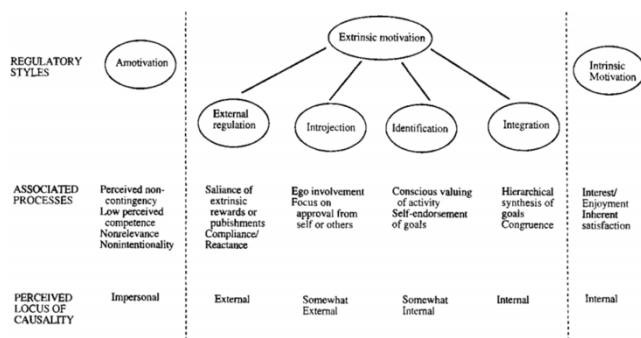 Extrinsic motivation
REGULATORY
STYLES
Amotivation
Intrinsic
Motivation
External
regulation
Introjection
Identification
Integration
ASSOCIATED
PROCESSES
Perceived non-
contingency
Low perceived
competence
Nonrelevance
Nonintentionality
Saliance of
extrinsic
rewards or
pubishments
Compliance/
Reactance
Ego involvement
Focus on
approval from
self or others
Conscious valuing
of activity
Self-endorsement
of goals
Hierarchical
synthesis of
goals
Congruence
Interest/
Enjoyment
Inherent
satisfaction
PERCEIVED
LOCUS OF
CAUSALITY
Impersonal
External
Somewhat
External
Somewhat
Internal
Internal
Internal